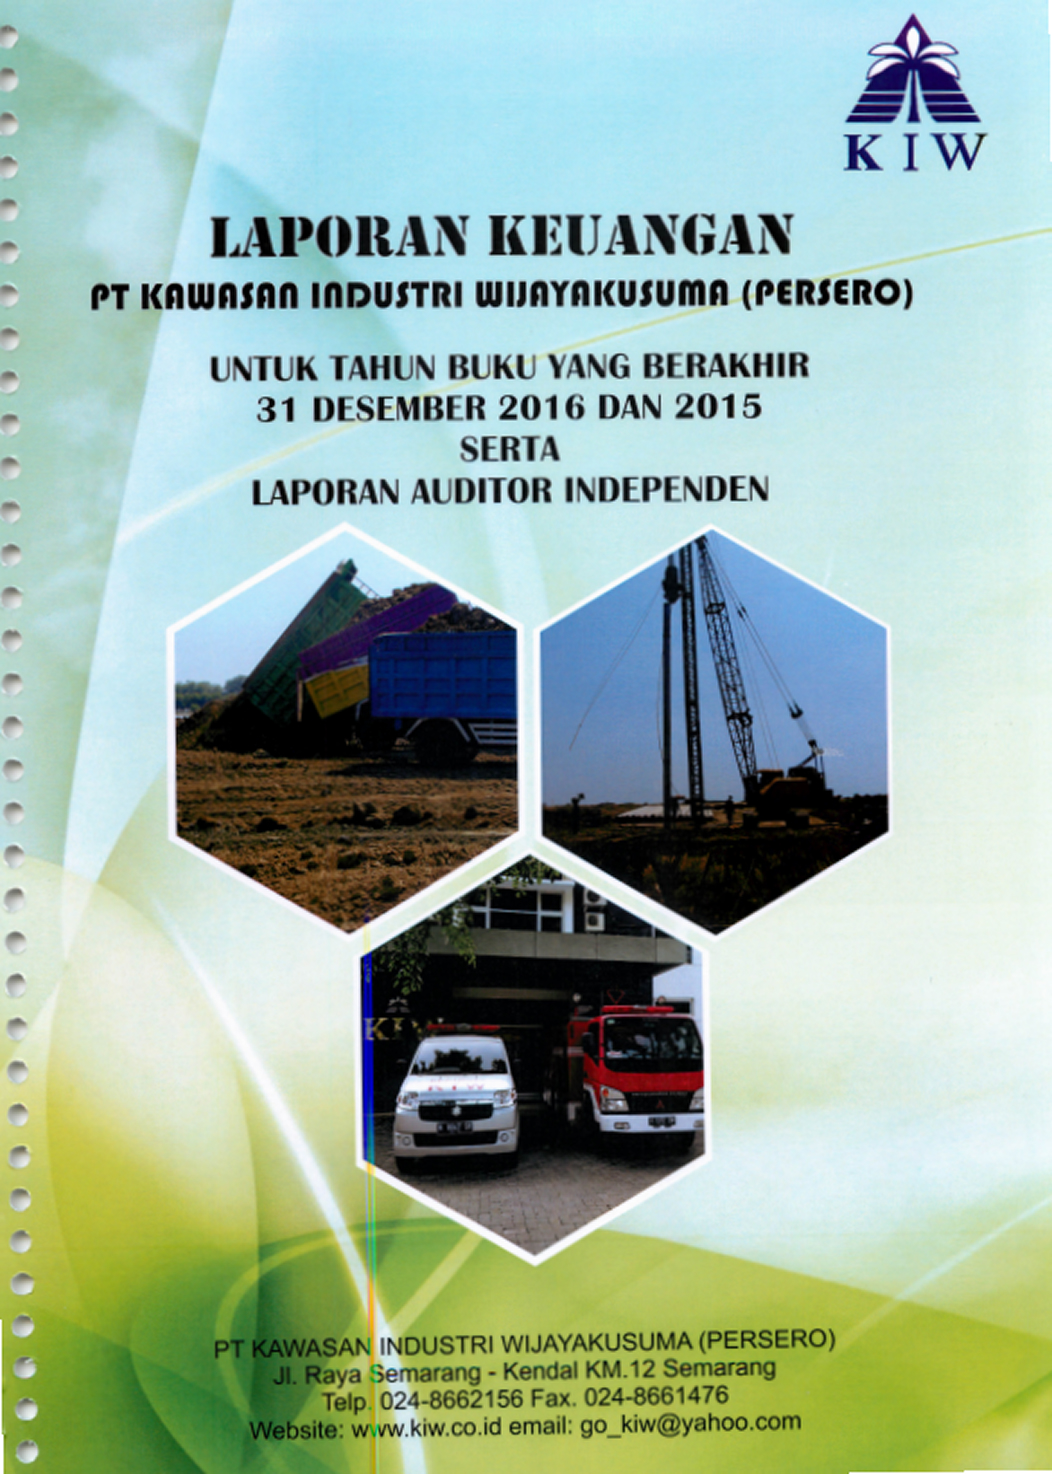 KIW
LAPORAN KEUANGAN
PT KAWASAN INDUSTRI WIJAYAKUSUMA (PERSERO)
UNTUK TAHUN BUKU YANG BERAKHIR
31 DESEMBER 2016 DAN 2015
SERTA
LAPORAN AUDITOR INDEPENDEN
KIW
KIW
PT KAWASAN INDUSTRI WIJAYAKUSUMA (PERSERO)
Jl. Raya Semarang - Kendal KM.12 Semarang
Telp. 024-8662156 Fax. 024-8661476
Website: www.kiw.co.id email: go_kiw@yahoo.com